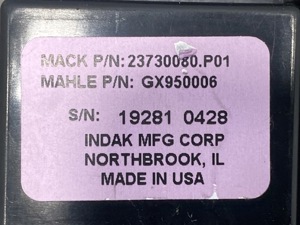 MACK P/N:23730080.P01
MAHLE P/N: GX950006
S/N: 19281 0428
INDAK MFG CORP
NORTHBROOK, IL
MADE IN USA